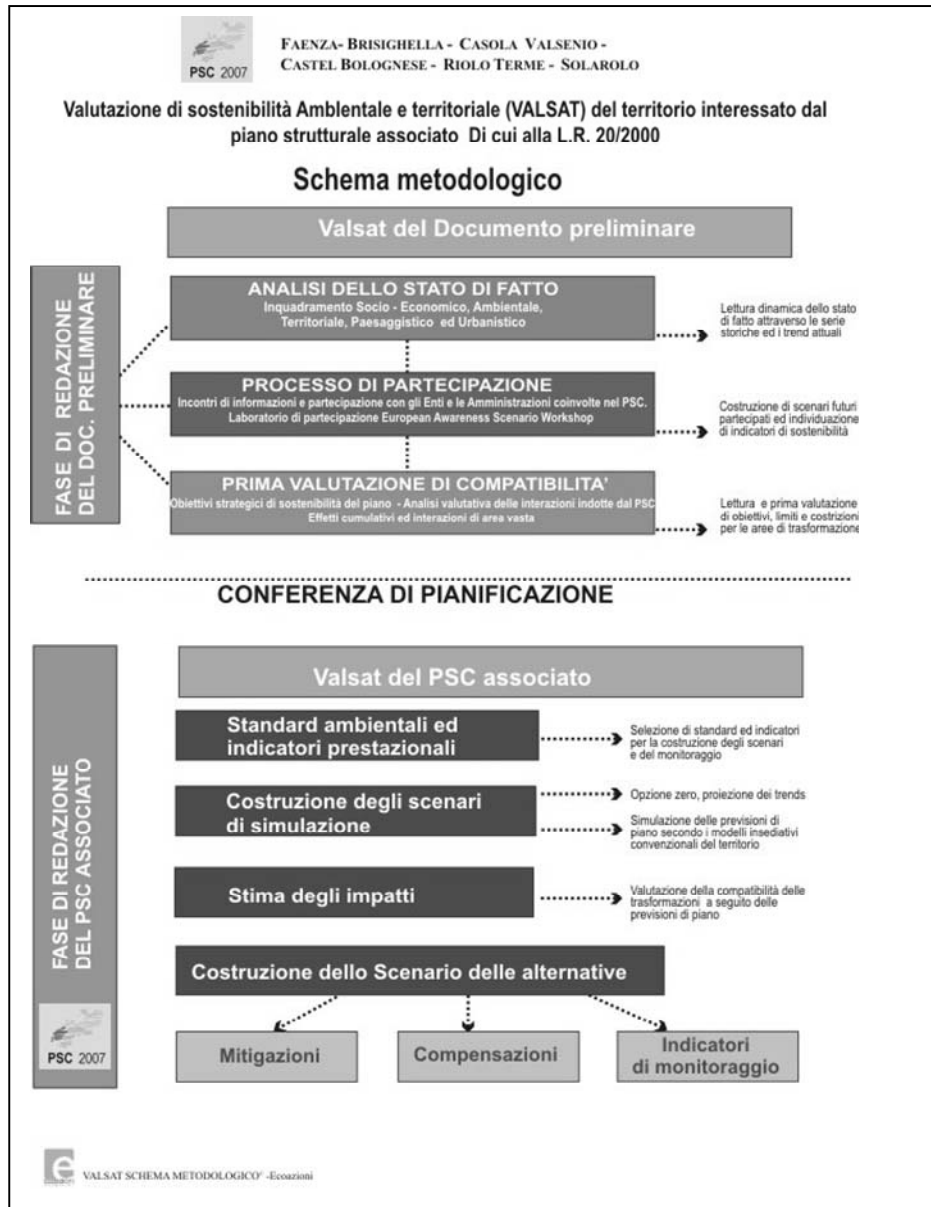 FAENZA- BRISIGHELLA - CASOLA VALSENIO -
CASTEL BOLOGNESE - RIOLO TERME - SOLAROLO
PSC 2007
Valutazione di sostenibilità Ambientale e territoriale (VALSAT) del territorio interessato dal
piano strutturale associato Di cui alla L.R. 20/2000
Schema metodologico
Valsat del Documento preliminare
FASE DI REDAZIONE
DEL DOC. PRELIMINARE
ANALISI DELLO STATO DI FATTO
Inquadramento Socio - Economico, Ambientale,
Territoriale, Paesaggistico ed Urbanistico
Lettura dinamica dello stato
di fatto attraverso le serie
storiche ed i trend attuali
PROCESSO DI PARTECIPAZIONE
Incontri di informazioni e partecipazione con gli Enti e le Amministrazioni coinvolte nel PSC.
Laboratorio di partecipazione European Awareness Scenario Workshop
Costruzione di scenari futuri
partecipati ed individuazione
di indicatori di sostenibilità
PRIMA VALUTAZIONE DI COMPATIBILITA'
Obiettivi strategici di sostenibilità del piano - Analisi valutativa delle interazioni indotte dal PSC
Effetti cumulativi ed interazioni di area vasta
Lettura e prima valutazione
di obiettivi, limiti e costrizioni
per le aree di trasformazione
CONFERENZA DI PIANIFICAZIONE
FASE DI REDAZIONE
DEL PSC ASSOCIATO
PSC 2007
Valsat del PSC associato
Standard ambientali ed
indicatori prestazionali
Selezione di standard ed indicatori
per la costruzione degli scenari
e del monitoraggio
Costruzione degli scenari
di simulazione
Opzione zero, proiezione dei trends
Simulazione delle previsioni di
piano secondo i modelli insediativi
convenzionali del territorio
Stima degli impatti
Valutazione della compatibilità delle
trasformazioni a seguito delle
previsioni di piano
Costruzione dello Scenario delle alternative
Mitigazioni
Compensazioni
Indicatori
di monitoraggio
e
VALSAT SCHEMA METODOLOGICO© -Ecoazioni